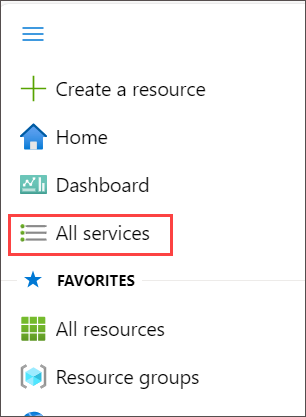 Create a resource
Home
Dashboard
All services
FAVORITES
All resources
Resource groups